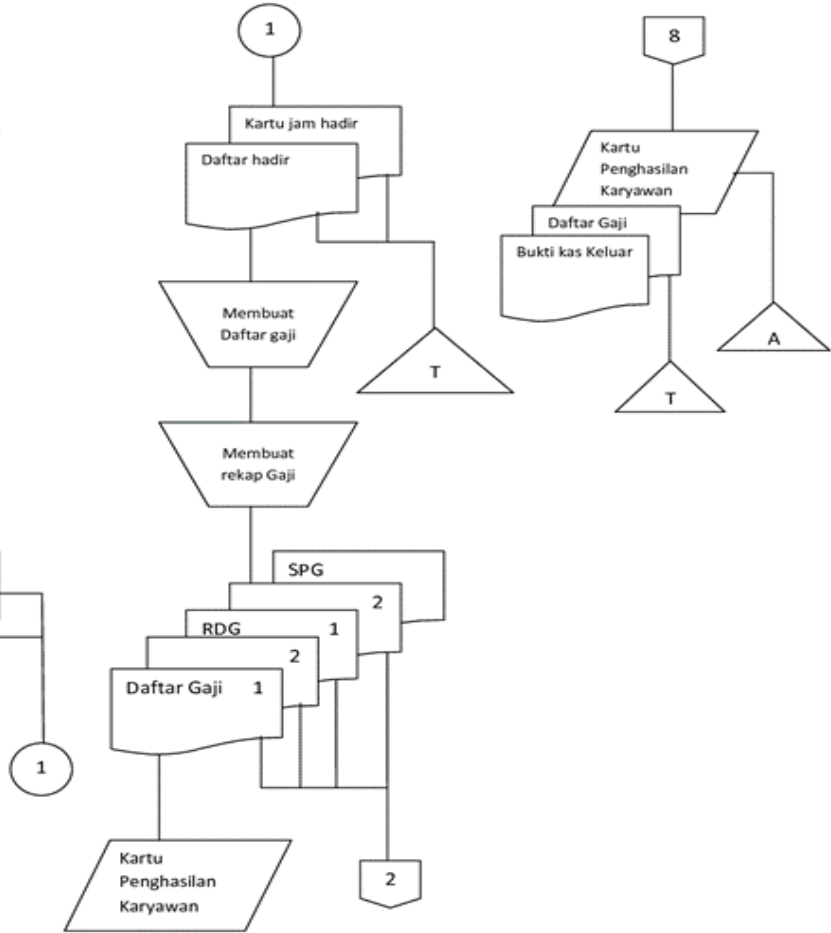 1
Kartu jam hadir
Daftar hadir
Membuat
Daftar gaji
T
Membuat
rekap Gaji
SPG
2
RDG 1
2
Daftar Gaji 1
1
Kartu
Penghasilan
Karyawan
2
8
Kartu
Penghasilan
Karyawan
Daftar Gaji
Bukti kas Keluar
A
T